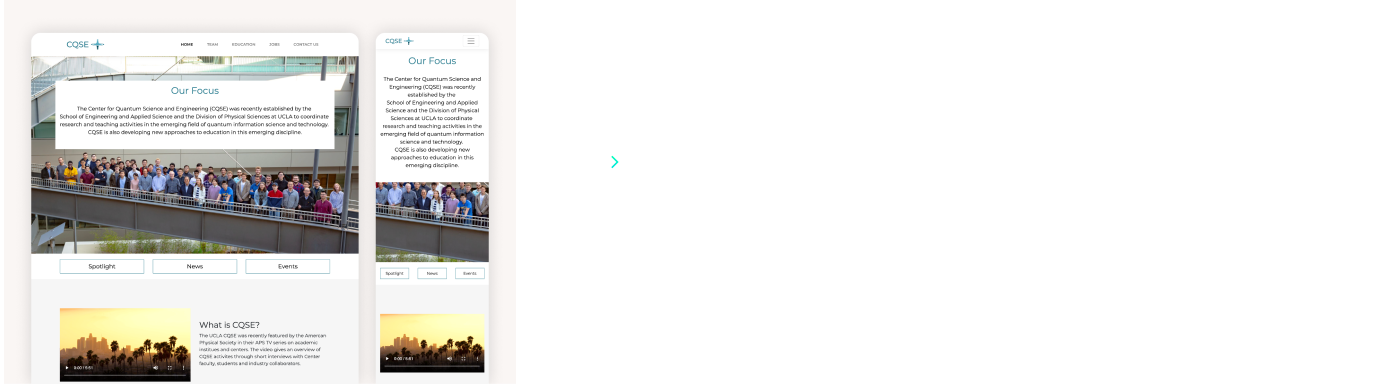 CQSE
HOME TEAM EDUCATION JOBS CONTACT US
Our Focus
The Center for Quantum Science and Engineering (CQSE) was recently established by the
School of Engineering and Applied Science and the Division of Physical Sciences at UCLA to coordinate
research and teaching activities in the emerging field of quantum information science and technology.
CQSE is also developing new approaches to education in this emerging discipline.
Spotlight News Events
0:00 / 5:51
What is CQSE?
The UCLA CQSE was recently featured by the American
Physical Society in their APS TV series on academic
institues and centers. The video gives an overview of
CQSE activites through short interviews with Center
faculty, students and industry collaborators.
CQSE
Our Focus
The Center for Quantum Science and
Engineering (CQSE) was recently
established by the
School of Engineering and Applied
Science and the Division of Physical
Sciences at UCLA to coordinate
research and teaching activities in the
emerging field of quantum information
science and technology.
CQSE is also developing new
approaches to education in this
emerging discipline.
Spotlight News Events
0:00 / 5:51